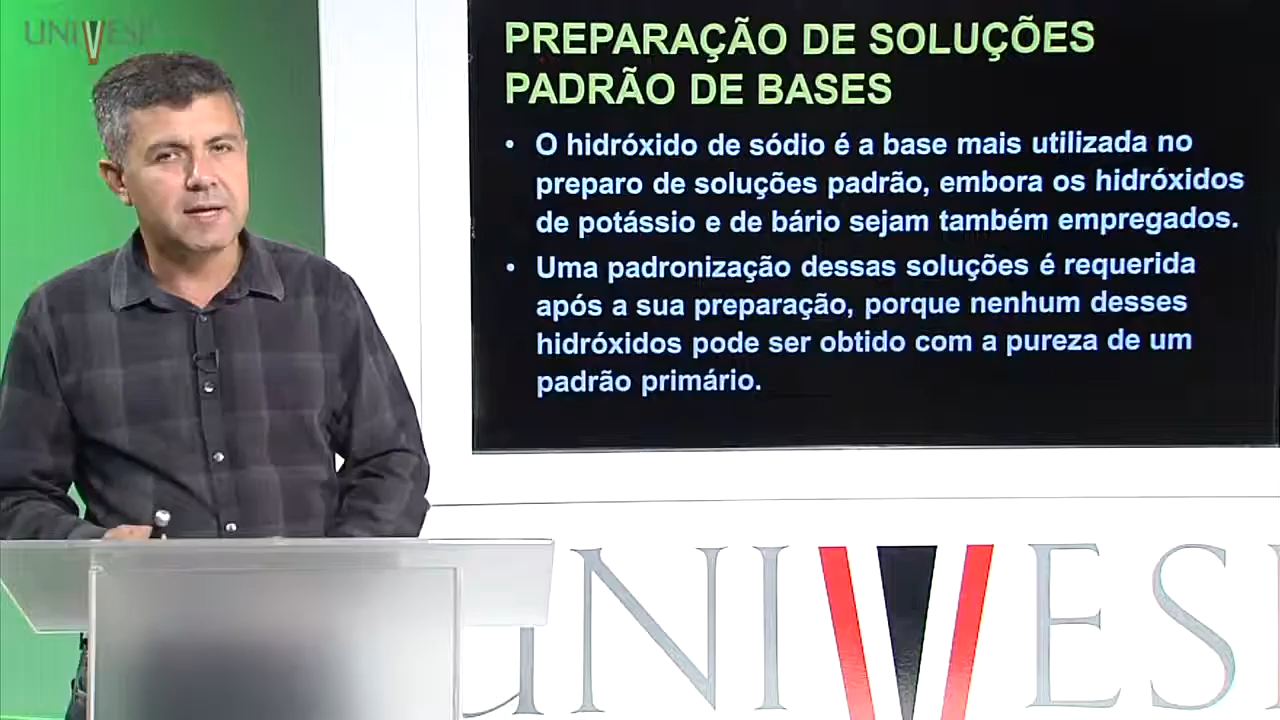 UNIVES
PREPARAÇÃO DE SOLUÇÕES
PADRÃO DE BASES
• O hidróxido de sódio é a base mais utilizada no
preparo de soluções padrão, embora os hidróxidos
de potássio e de bário sejam também empregados.
• Uma padronização dessas soluções é requerida
após a sua preparação, porque nenhum desses
hidróxidos pode ser obtido com a pureza de um
padrão primário.
UNIVES